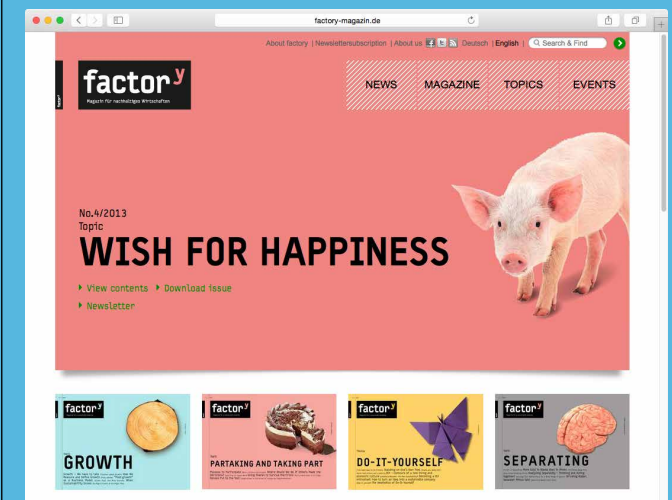 factory-magazin.de
About factory | Newslettersubscription | About us Deutsch | English | Search & Find
factory
Magazin für nachhaltiges Wirtschaften
NEWS MAGAZINE TOPICS EVENTS
No.4/2013
Topic
WISH FOR HAPPINESS
View contents Download issue
Newsletter
factory
GROWTH
factory
PARTAKING AND TAKING PART
factory
DO-IT-YOURSELF
factory
SEPARATING